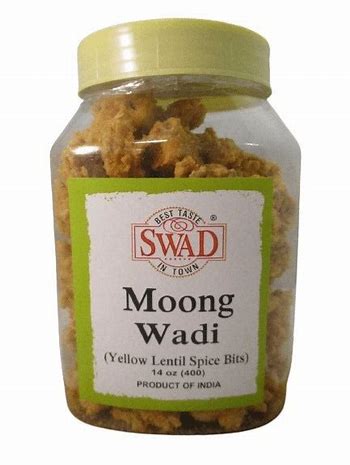 BEST TASTE
®
SWAD
IN TOWN
Moong
Wadi
(Yellow Lentil Spice Bits)
14 oz (400)
PRODUCT OF INDIA